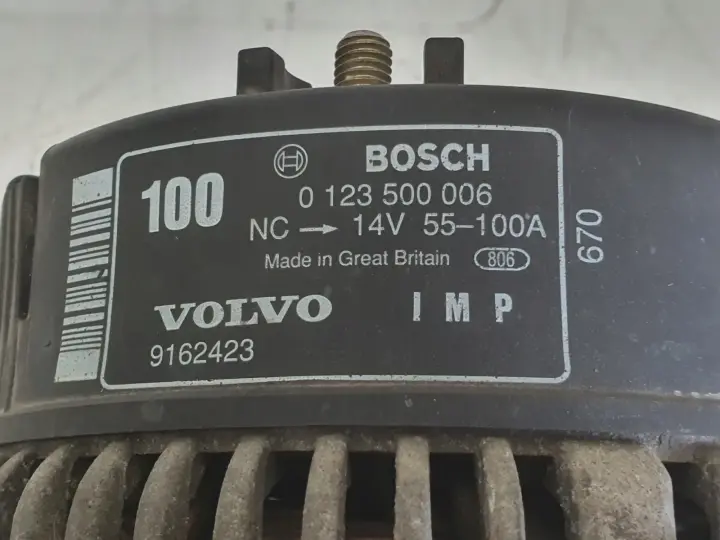 100
BOSCH
0 123 500 006
NC → 14V 55–100A
Made in Great Britain 806
VOLVO IMP
9162423
670